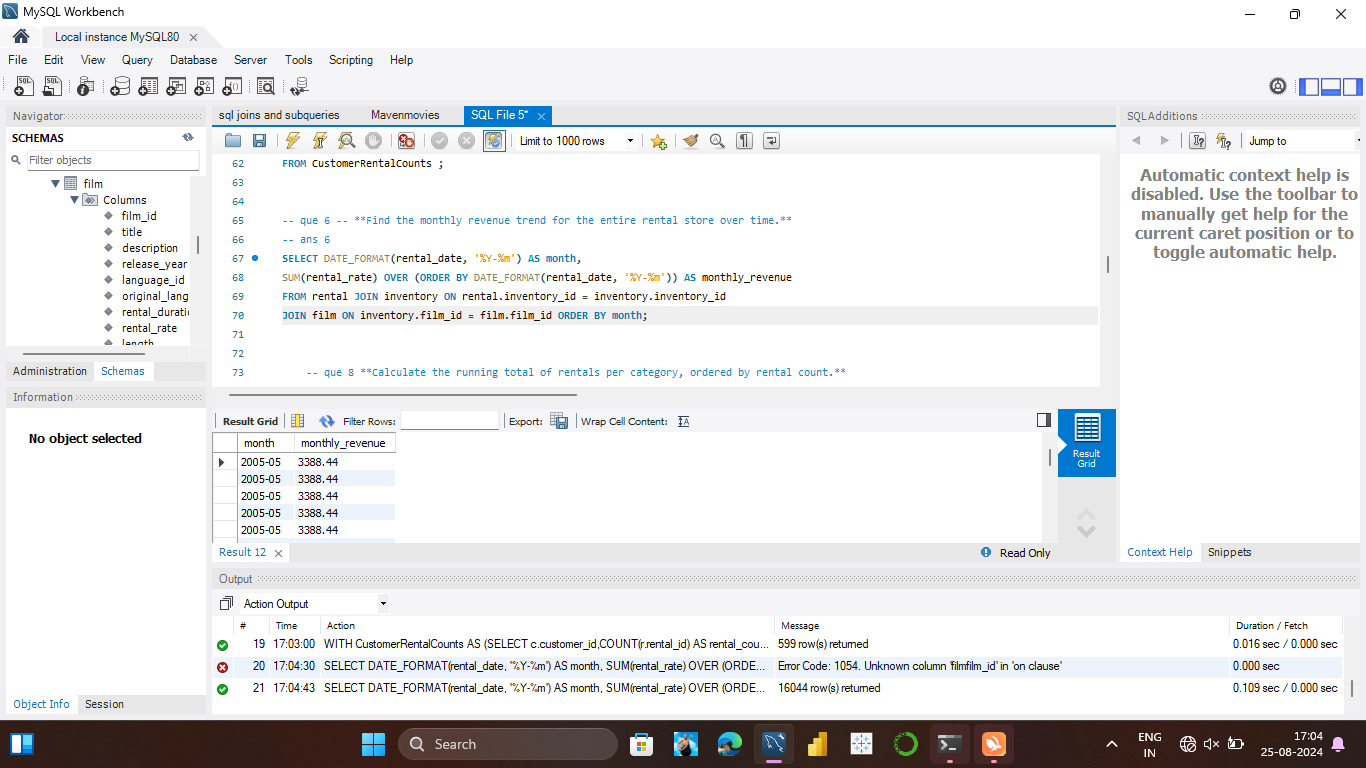 MySQL Workbench
Local instance MySQL80
File Edit View Query Database Server Tools Scripting Help
Navigator
SCHEMAS
Filter objects
film
Columns
film_id
title
description
release_year
language_id
original_lang
rental_duratio
rental_rate
length
Administration Schemas
Information
No object selected
Object Info Session
sql joins and subqueries Mavenmovies SQL File 5*
Limit to 1000 rows
62 FROM CustomerRentalCounts ;
63
64
65 -- que 6 -- **Find the monthly revenue trend for the entire rental store over time.**
66 -- ans 6
67 SELECT DATE_FORMAT(rental_date, '%Y-%m') AS month,
68 SUM(rental_rate) OVER (ORDER BY DATE_FORMAT(rental_date, '%Y-%m')) AS monthly_revenue
69 FROM rental JOIN inventory ON rental.inventory_id = inventory.inventory_id
70 JOIN film ON inventory.film_id = film.film_id ORDER BY month;
71
72
73 -- que 8 **Calculate the running total of rentals per category, ordered by rental count.**
Result Grid Filter Rows: Export: Wrap Cell Content:
month monthly_revenue
2005-05 3388.44
2005-05 3388.44
2005-05 3388.44
2005-05 3388.44
2005-05 3388.44
Result Grid
Result 12
Read Only
SQLAdditions
Jump to
Automatic context help is
disabled. Use the toolbar to
manually get help for the
current caret position or to
toggle automatic help.
Context Help Snippets
Output
Action Output
# Time Action Message Duration / Fetch
19 17:03:00 WITH CustomerRentalCounts AS (SELECT c.customer_id,COUNT(r.rental_id) AS rental_cou... 599 row(s) returned 0.016 sec / 0.000 sec
20 17:04:30 SELECT DATE_FORMAT(rental_date, '%Y-%m') AS month, SUM(rental_rate) OVER (ORDE... Error Code: 1054. Unknown column 'filmfilm_id' in 'on clause' 0.000 sec
21 17:04:43 SELECT DATE_FORMAT(rental_date, '%Y-%m') AS month, SUM(rental_rate) OVER (ORDE... 16044 row(s) returned 0.109 sec / 0.000 sec
Search
ENG
IN
17:04
25-08-2024